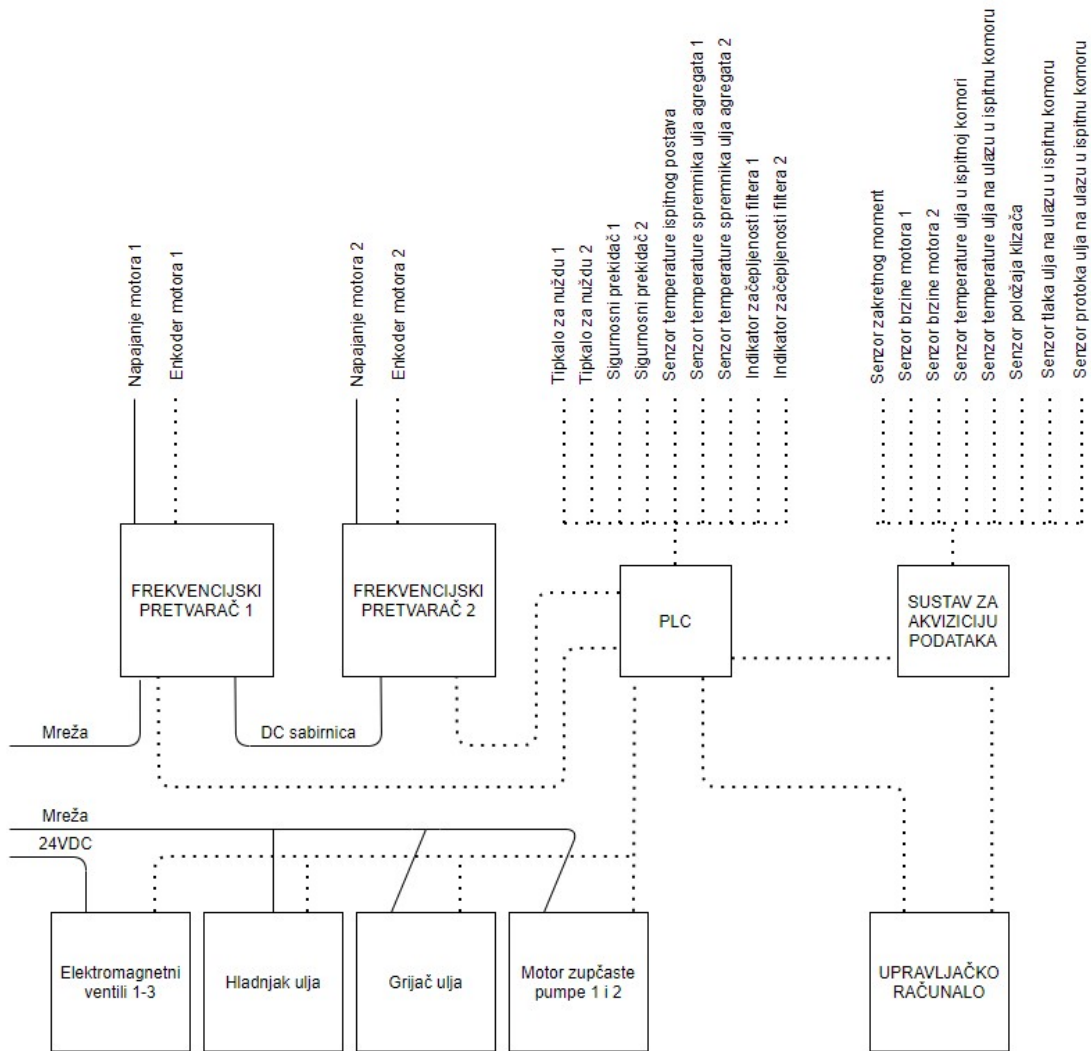 Napajanje motora 1
Enkoder motora 1
Napajanje motora 2
Enkoder motora 2
Tipkalo za nuždu 1
Tipkalo za nuždu 2
Sigurnosni prekidač 1
Sigurnosni prekidač 2
Senzor temperature ispitnog postava
Senzor temperature spremnika ulja agregata 1
Senzor temperature spremnika ulja agregata 2
Indikator začepljenosti filtera 1
Indikator začepljenosti filtera 2
Senzor zakretnog moment
Senzor brzine motora 1
Senzor brzine motora 2
Senzor temperature ulja u ispitnoj komori
Senzor temperature ulja na ulazu u ispitnu komoru
Senzor položaja klizača
Senzor tlaka ulja na ulazu u ispitnu komoru
Senzor protoka ulja na ulazu u ispitnu komoru
FREKVENCIJSKI
PRETVARAČ 1
FREKVENCIJSKI
PRETVARAČ 2
PLC
SUSTAV ZA
AKVIZICIJU
PODATAKA
Mreža
DC sabirnica
Mreža
24VDC
Elektromagnetni
ventili 1-3
Hladnjak ulja
Grijač ulja
Motor zupčaste
pumpe 1 i 2
UPRAVLJAČKO
RAČUNALO